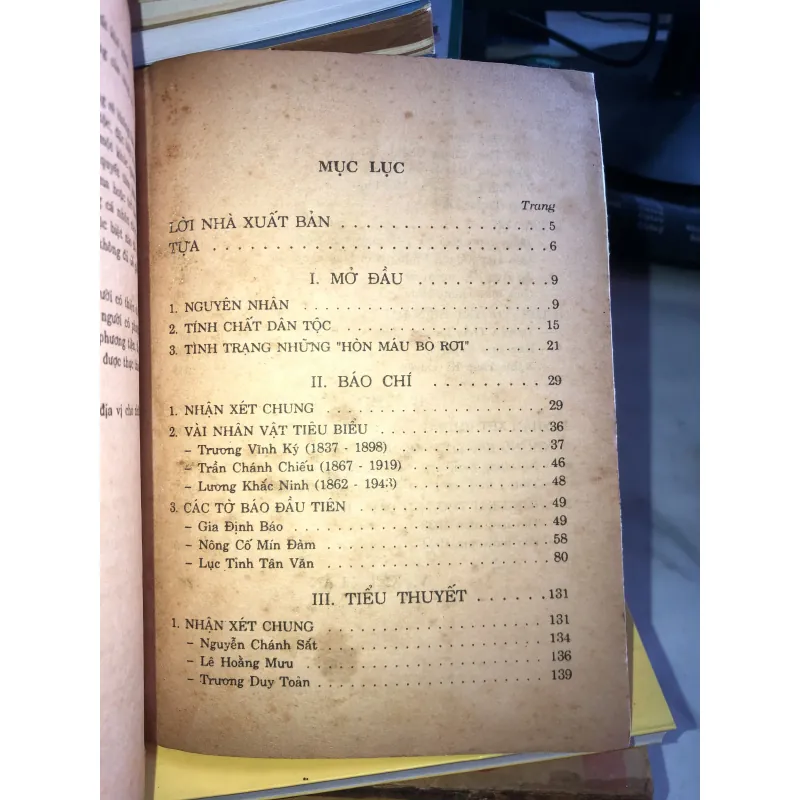 MỤC LỤC
Trang
LỜI NHÀ XUẤT BẢN . . . . . . . . . . . . . . . . . 5
TỰA . . . . . . . . . . . . . . . . . . . . . . . . . . . 6
I. MỞ ĐẦU . . . . . . . . . . . 9
1. NGUYÊN NHÂN . . . . . . . . . . . . . . . . . . . 9
2. TÍNH CHẤT DÂN TỘC . . . . . . . . . . . . . . . 15
3. TÌNH TRẠNG NHỮNG "HÒN MÁU BỎ RƠI" . . . . . 21
II. BÁO CHÍ . . . . . . . . . . 29
1. NHẬN XÉT CHUNG . . . . . . . . . . . . . . . . . 29
2. VÀI NHÂN VẬT TIÊU BIỂU . . . . . . . . . . . . 36
– Trương Vĩnh Ký (1837 - 1898) . . . . . . . . . . . 37
– Trần Chánh Chiếu (1867 - 1919) . . . . . . . . . . 46
– Lương Khắc Ninh (1862 - 1943) . . . . . . . . . . 48
3. CÁC TỜ BÁO ĐẦU TIÊN . . . . . . . . . . . . . . 49
– Gia Định Báo . . . . . . . . . . . . . . . . . . . 49
– Nông Cổ Mín Đàm . . . . . . . . . . . . . . . . . 58
– Lục Tỉnh Tân Văn . . . . . . . . . . . . . . . . . 80
III. TIỂU THUYẾT . . . . . . 131
1. NHẬN XÉT CHUNG . . . . . . . . . . . . . . . . . 131
– Nguyễn Chánh Sắt . . . . . . . . . . . . . . . . . 134
– Lê Hoằng Mưu . . . . . . . . . . . . . . . . . . . 136
– Trương Duy Toản . . . . . . . . . . . . . . . . . 139